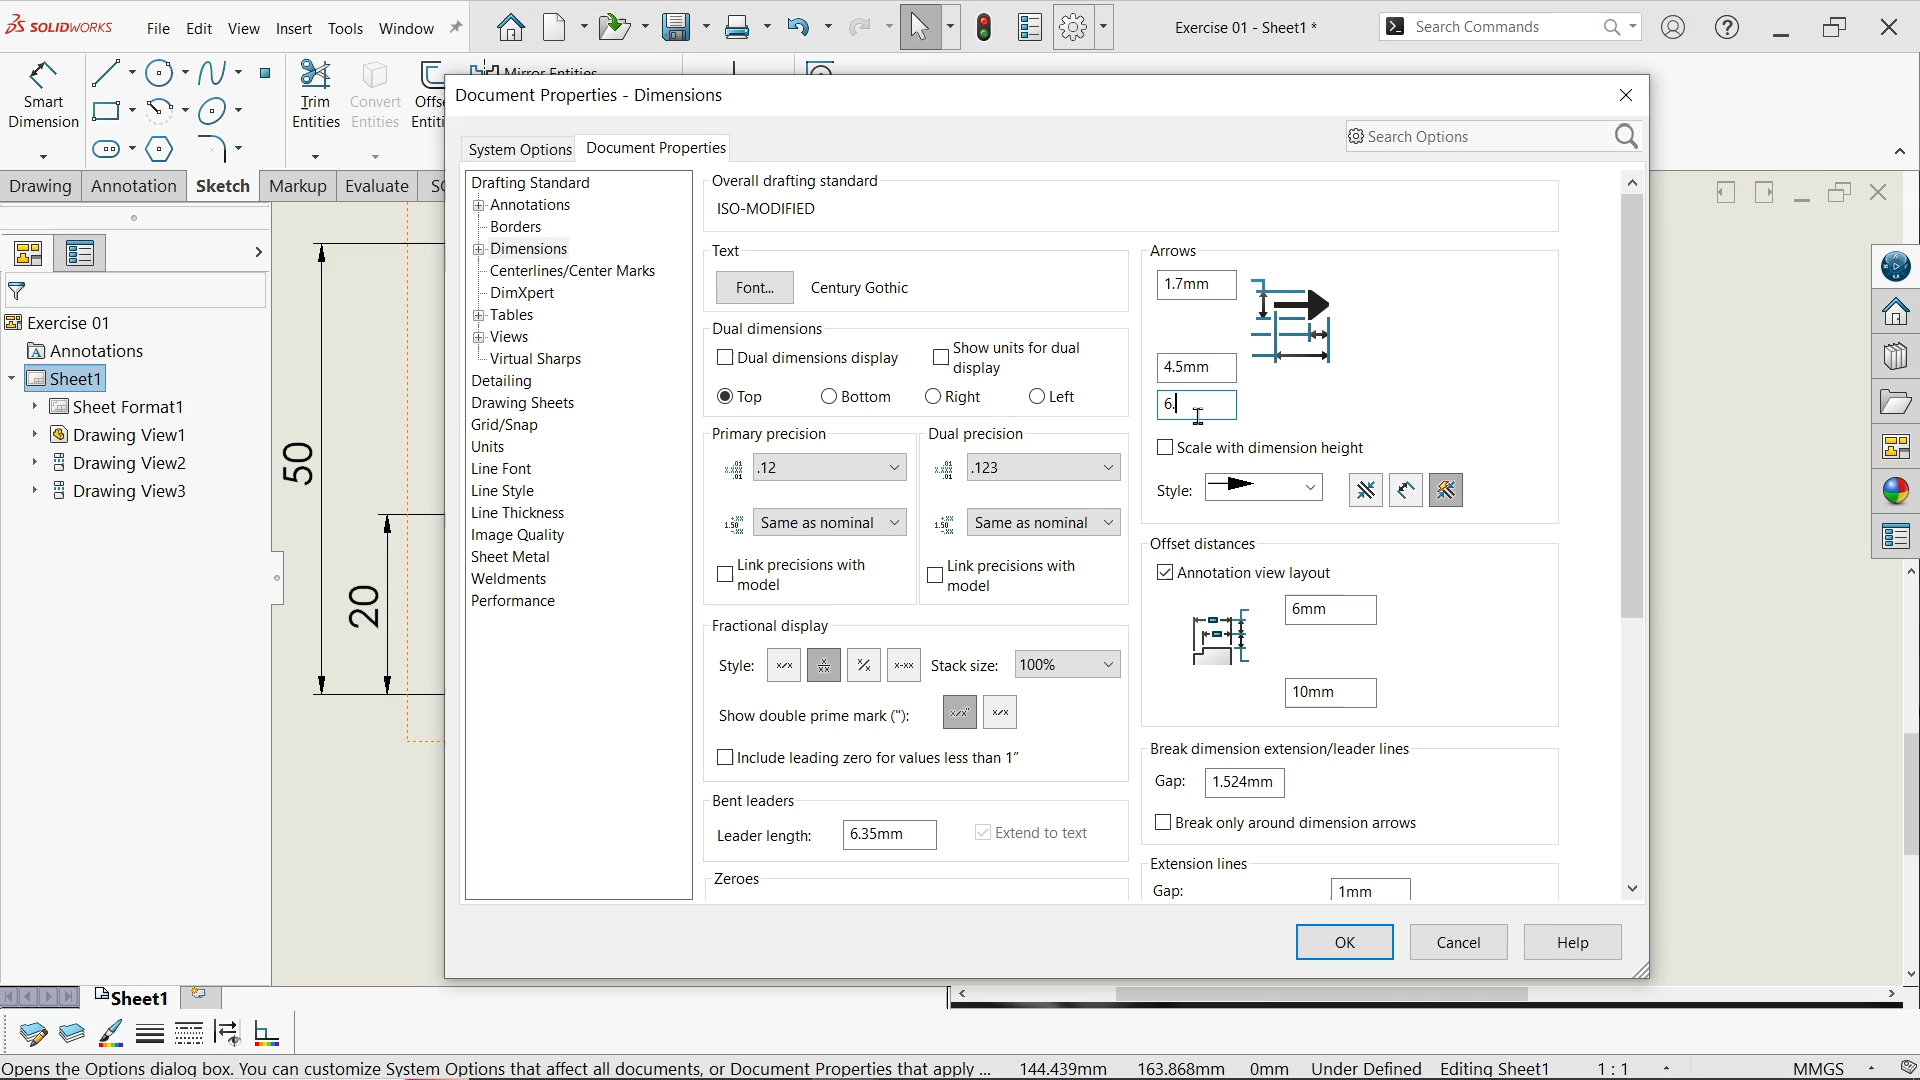 SOLIDWORKS
File Edit View Insert Tools Window
Exercise 01 - Sheet1 *
Search Commands
Smart
Dimension
Trim
Entities
Convert
Entities
Mirror Entities
Drawing Annotation Sketch Markup Evaluate
Exercise 01
Annotations
Sheet1
Sheet Format1
Drawing View1
Drawing View2
Drawing View3
50
20
Document Properties - Dimensions
System Options Document Properties
Search Options
Drafting Standard
Annotations
Borders
Dimensions
Centerlines/Center Marks
DimXpert
Tables
Views
Virtual Sharps
Detailing
Drawing Sheets
Grid/Snap
Units
Line Font
Line Style
Line Thickness
Image Quality
Sheet Metal
Weldments
Performance
Overall drafting standard
ISO-MODIFIED
Text
Font... Century Gothic
Dual dimensions
Dual dimensions display
Show units for dual
display
Top Bottom Right Left
Primary precision
.12
Same as nominal
Link precisions with
model
Dual precision
.123
Same as nominal
Link precisions with
model
Fractional display
Style: Stack size: 100%
Show double prime mark ("):
Include leading zero for values less than 1"
Bent leaders
Leader length: 6.35mm Extend to text
Zeroes
Arrows
1.7mm
4.5mm
6.
Scale with dimension height
Style:
Offset distances
Annotation view layout
6mm
10mm
Break dimension extension/leader lines
Gap: 1.524mm
Break only around dimension arrows
Extension lines
Gap: 1mm
OK Cancel Help
Sheet1
Opens the Options dialog box. You can customize System Options that affect all documents, or Document Properties that apply ... 144.439mm 163.868mm 0mm Under Defined Editing Sheet1 1 : 1 MMGS